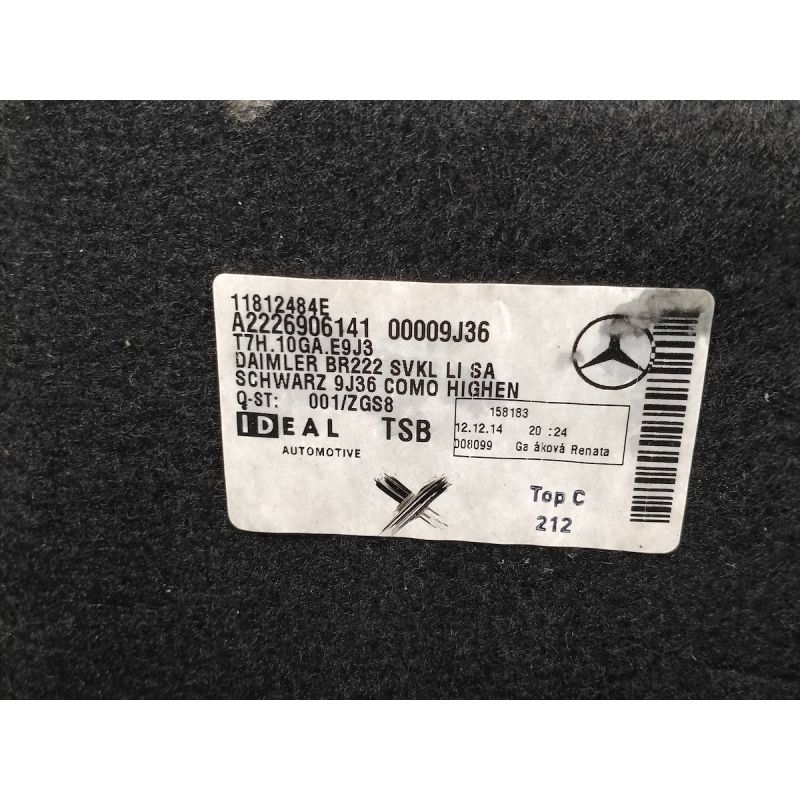 11812484E
A2226906141 00009J36
T7H.10GA.E9J3
DAIMLER BR222 SVKL LI SA
SCHWARZ 9J36 COMO HIGHEN
Q-ST: 001/ZGS8
IDEAL TSB
AUTOMOTIVE
158183
12.12.14 20:24
008099 Ga áková Renata
Top C
212